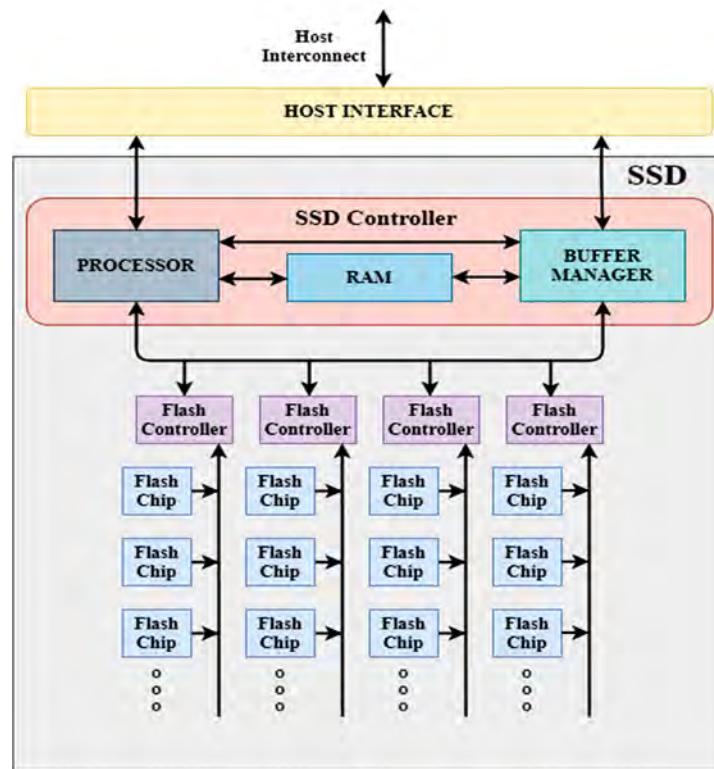 Host
Interconnect
HOST INTERFACE
SSD
SSD Controller
PROCESSOR
RAM
BUFFER
MANAGER
Flash
Controller
Flash
Controller
Flash
Controller
Flash
Controller
Flash
Chip
Flash
Chip
Flash
Chip
Flash
Chip
Flash
Chip
Flash
Chip
Flash
Chip
Flash
Chip
Flash
Chip
Flash
Chip
Flash
Chip
Flash
Chip